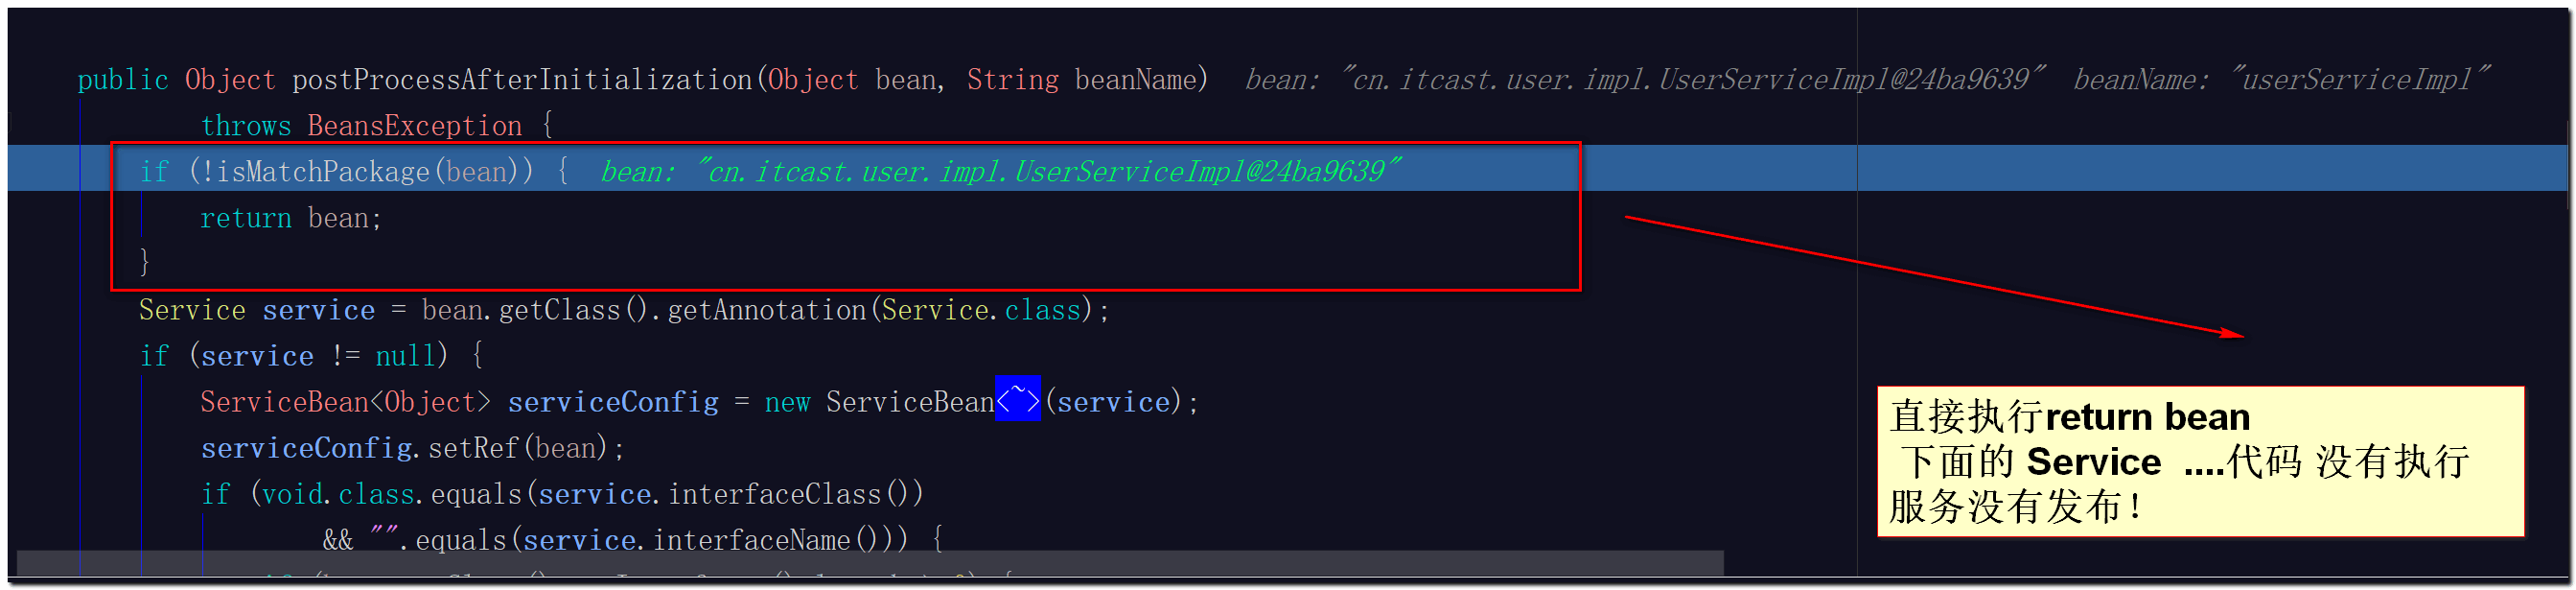 public Object postProcessAfterInitialization(Object bean, String beanName)  bean: "cn.itcast.user.impl.UserServiceImpl@24ba9639"  beanName: "userServiceImpl"
throws BeansException {
if (!isMatchPackage(bean)) {  bean: "cn.itcast.user.impl.UserServiceImpl@24ba9639"
return bean;
}
Service service = bean.getClass().getAnnotation(Service.class);
if (service != null) {
ServiceBean<Object> serviceConfig = new ServiceBean<~>(service);
serviceConfig.setRef(bean);
if (void.class.equals(service.interfaceClass())
&& "".equals(service.interfaceName())) {
直接执行return bean
下面的 Service ....代码 没有执行
服务没有发布！